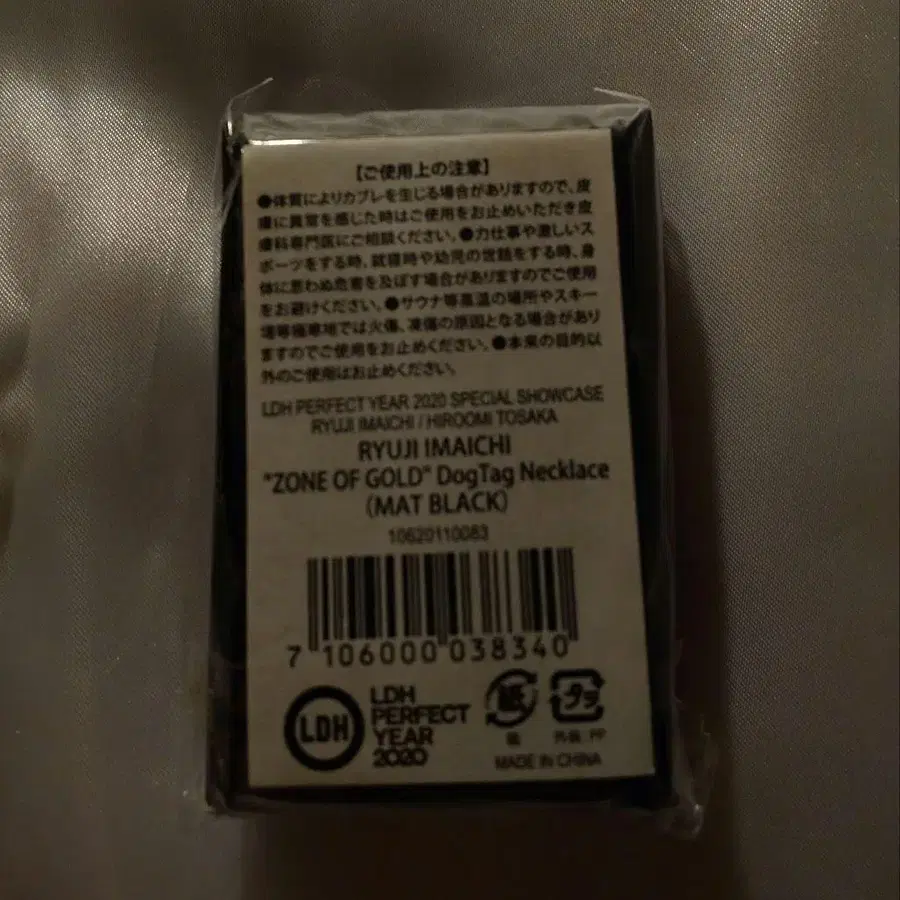 【ご使用上の注意】
●体質によりカブレを生じる場合がありますので、皮
膚に異常を感じた時はご使用をお止めいただき皮
膚科専門医にご相談ください。●力仕事や激しいス
ポーツをする時、就寝時や幼児の世話をする時、身
体に思わぬ危害を及ぼす場合がありますのでご使用
をお避けください。●サウナ等高温の場所やスキー
場等極寒地では火傷、凍傷の原因となる場合があり
ますのでご使用をお止めください。●本来の目的以
外のご使用はお止めください。
LDH PERFECT YEAR 2020 SPECIAL SHOWCASE
RYUJI IMAICHI / HIROOMI TOSAKA
RYUJI IMAICHI
"ZONE OF GOLD" DogTag Necklace
(MAT BLACK)
10620110083
7 106000 038340
LDH
LDH
PERFECT
YEAR
2020
紙
プラ
箱
外装: PP
MADE IN CHINA